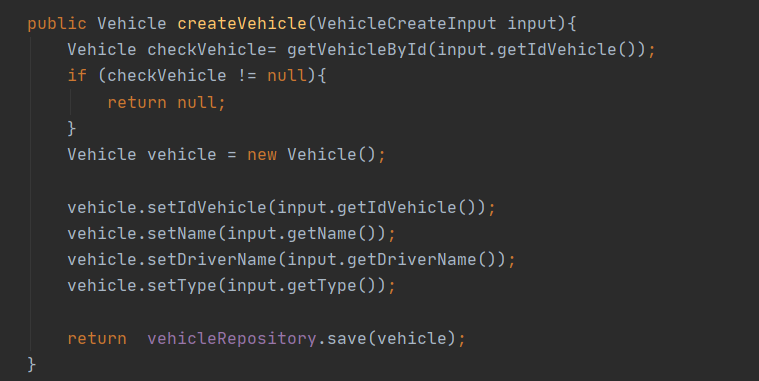 public Vehicle createVehicle(VehicleCreateInput input){
    Vehicle checkVehicle= getVehicleById(input.getIdVehicle());
    if (checkVehicle != null){
        return null;
    }
    Vehicle vehicle = new Vehicle();

    vehicle.setIdVehicle(input.getIdVehicle());
    vehicle.setName(input.getName());
    vehicle.setDriverName(input.getDriverName());
    vehicle.setType(input.getType());

    return  vehicleRepository.save(vehicle);
}